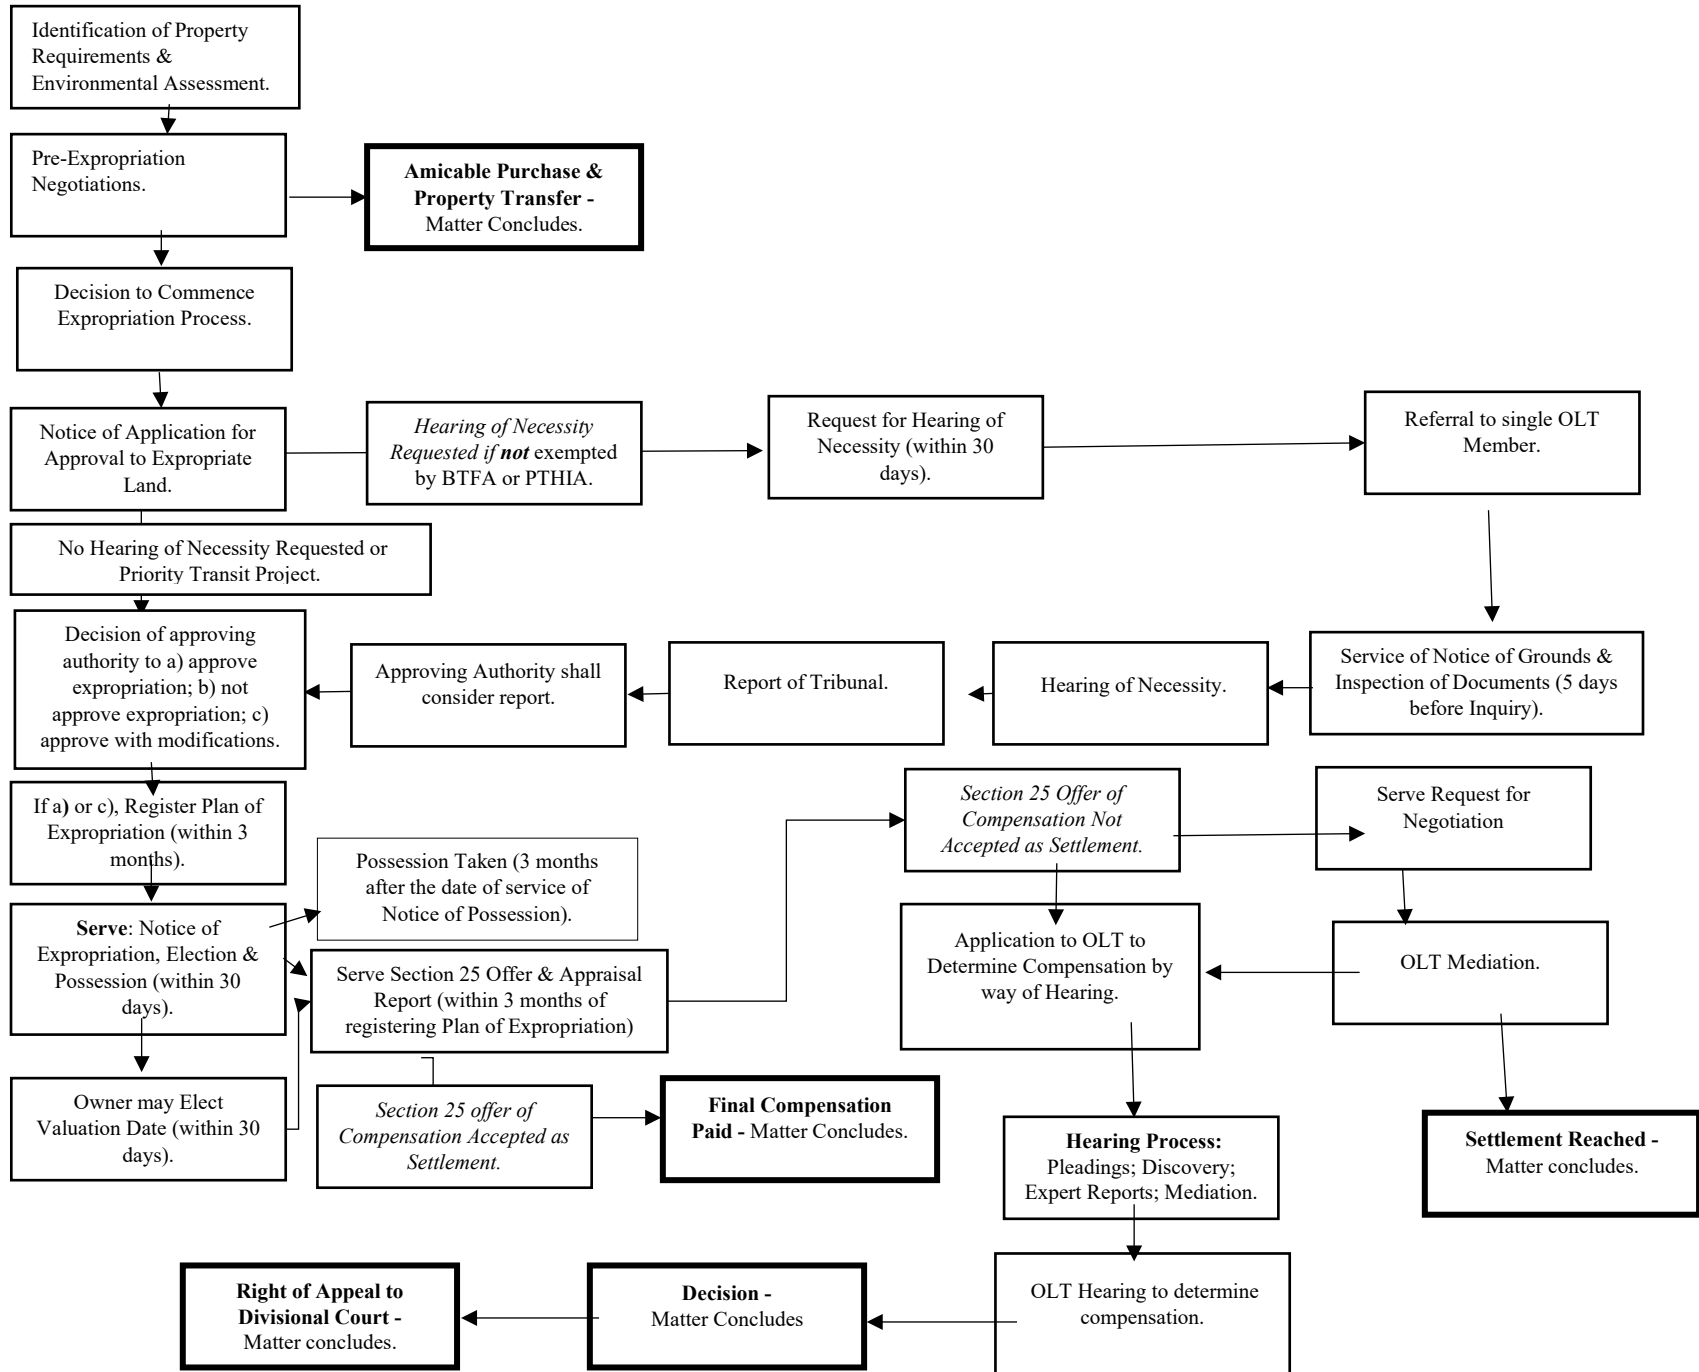 Identification of Property
Requirements &
Environmental Assessment.
Pre-Expropriation
Negotiations.
Amicable Purchase &
Property Transfer -
Matter Concludes.
Decision to Commence
Expropriation Process.
Notice of Application for
Approval to Expropriate
Land.
Hearing of Necessity
Requested if not exempted
by BTFA or PTHIA.
Request for Hearing of
Necessity (within 30
days).
Referral to single OLT
Member.
No Hearing of Necessity Requested or
Priority Transit Project.
Decision of approving
authority to a) approve
expropriation; b) not
approve expropriation; c)
approve with modifications.
Approving Authority shall
consider report.
Report of Tribunal.
Hearing of Necessity.
Service of Notice of Grounds &
Inspection of Documents (5 days
before Inquiry).
If a) or c), Register Plan of
Expropriation (within 3
months).
Possession Taken (3 months
after the date of service of
Notice of Possession).
Section 25 Offer of
Compensation Not
Accepted as Settlement.
Serve Request for
Negotiation
Serve: Notice of
Expropriation, Election &
Possession (within 30
days).
Serve Section 25 Offer & Appraisal
Report (within 3 months of
registering Plan of Expropriation)
Application to OLT to
Determine Compensation by
way of Hearing.
OLT Mediation.
Owner may Elect
Valuation Date (within 30
days).
Section 25 offer of
Compensation Accepted as
Settlement.
Final Compensation
Paid - Matter Concludes.
Hearing Process:
Pleadings; Discovery;
Expert Reports; Mediation.
Settlement Reached -
Matter concludes.
Right of Appeal to
Divisional Court -
Matter concludes.
Decision -
Matter Concludes
OLT Hearing to determine
compensation.